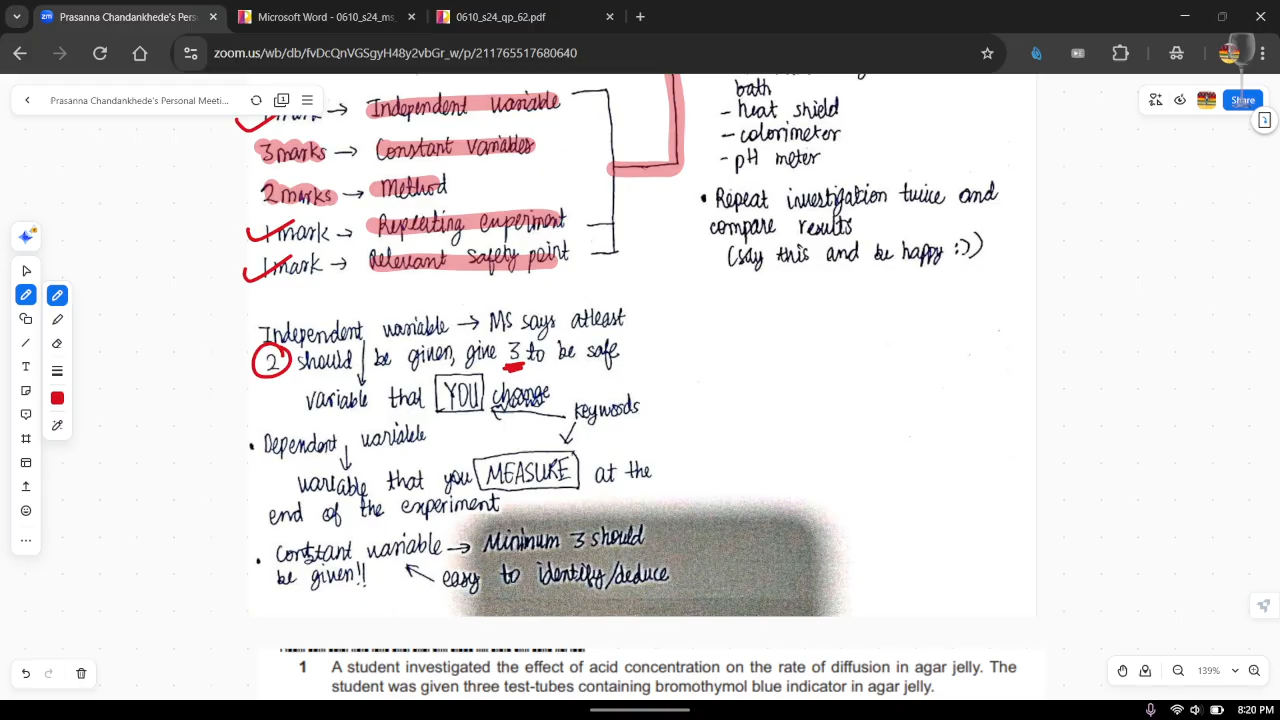 Prasanna Chandankhede's Pers
Microsoft Word - 0610_s24_ms_
0610_s24_qp_62.pdf
zoom.us/wb/db/fvDcQnVGSgyH48y2vbGr_w/p/211765517680640
Prasanna Chandankhede's Personal Meeti...
Share
mark → Independent variable
3 marks → Constant variables
2 marks → Method
1 mark → Repeating experiment
1 mark → Relevant safety point
Independent variable → MS says atleast
2 should be given, give 3 to be safe
variable that YOU change
keywords
• Dependent variable
variable that you MEASURE at the
end of the experiment
• Constant variable → Minimum 3 should
be given!! easy to identify/deduce
bath
- heat shield
- colorimeter
- pH meter
• Repeat investigation twice and
compare results
(say this and be happy :))
1 A student investigated the effect of acid concentration on the rate of diffusion in agar jelly. The
student was given three test-tubes containing bromothymol blue indicator in agar jelly.
139%
8:20 PM